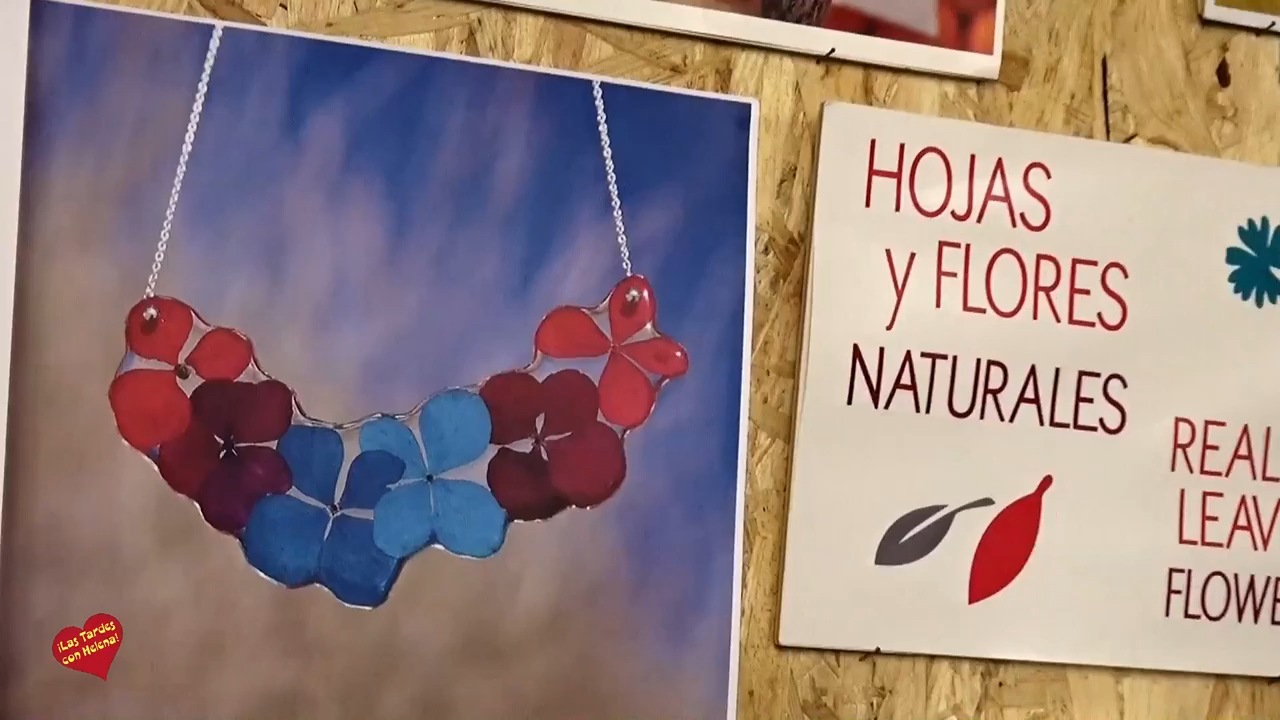 HOJAS
y FLORES
NATURALES
REAL
¡Las Tardes
con Helena!